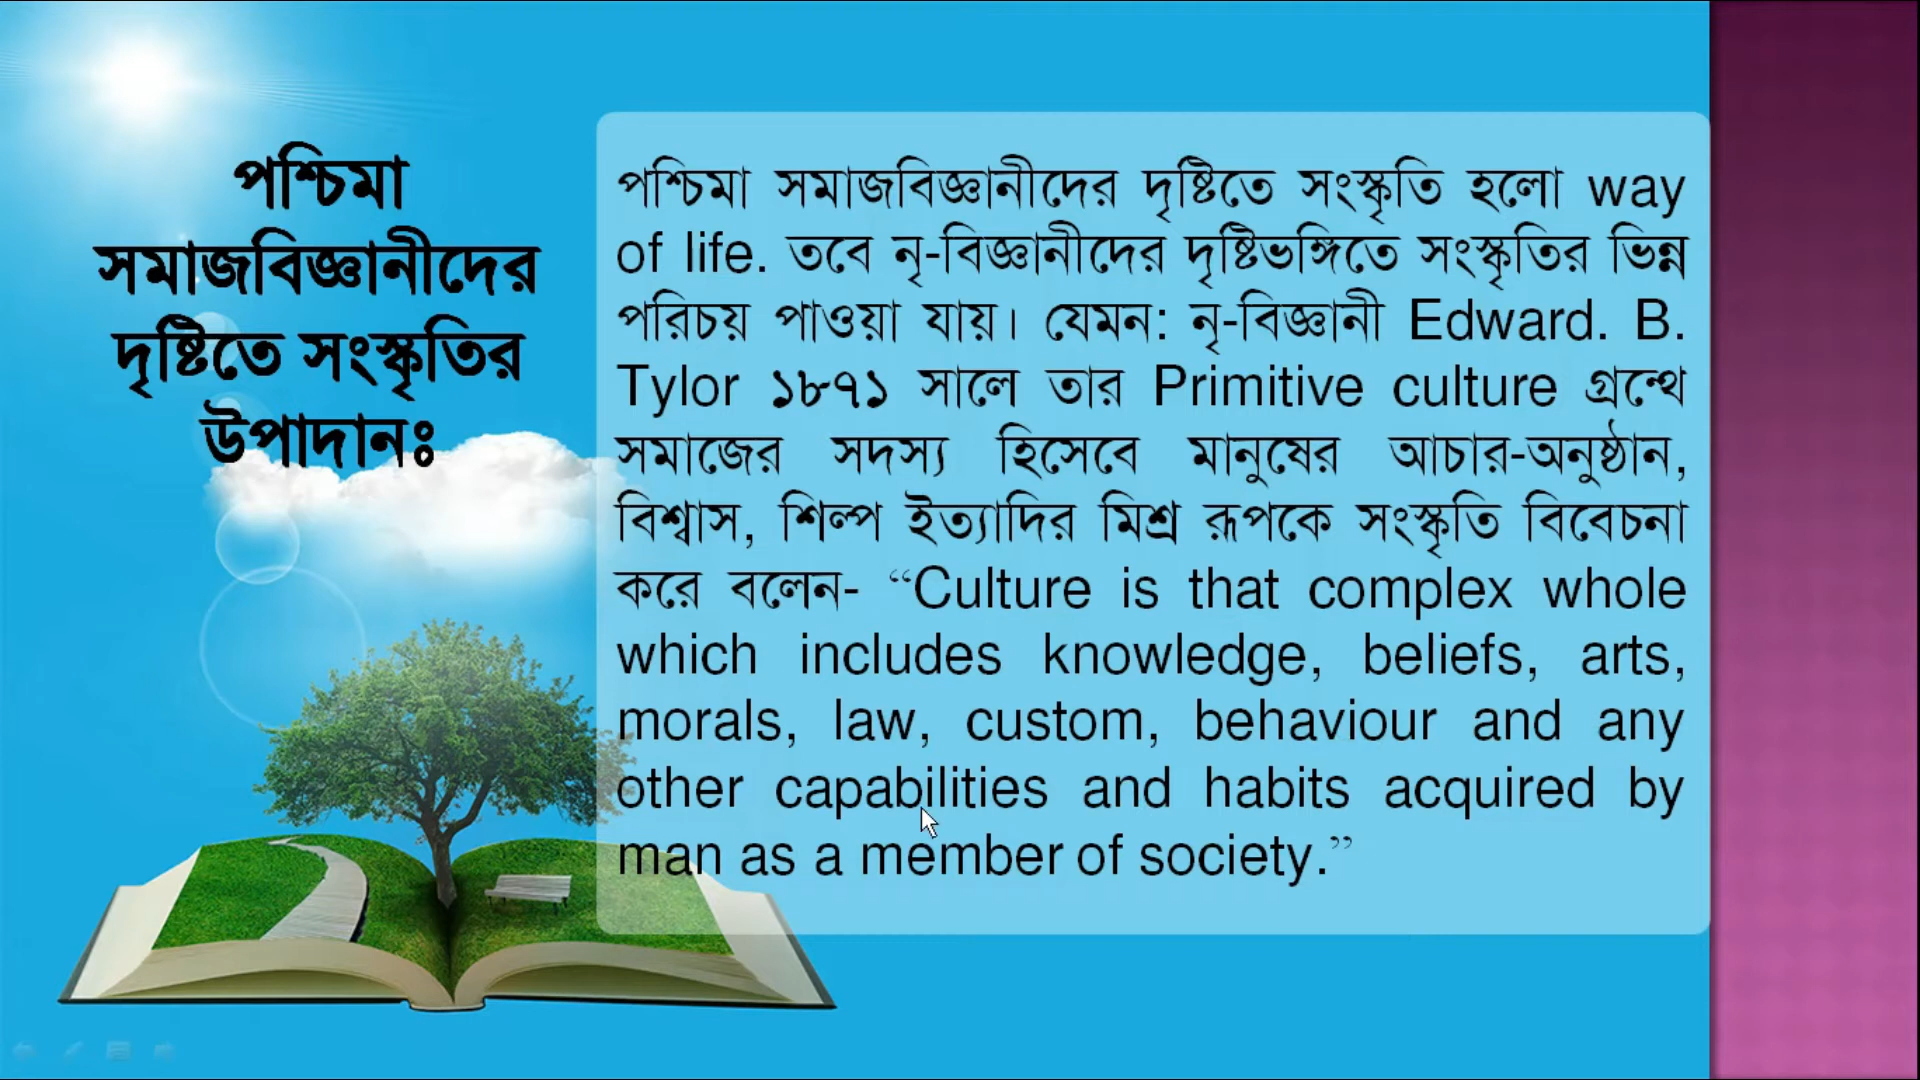 পশ্চিমা
সমাজবিজ্ঞানীদের
দৃষ্টিতে সংস্কৃতির
উপাদানঃ
পশ্চিমা সমাজবিজ্ঞানীদের দৃষ্টিতে সংস্কৃতি হলো way
of life. তবে নৃ-বিজ্ঞানীদের দৃষ্টিভঙ্গিতে সংস্কৃতির ভিন্ন
পরিচয় পাওয়া যায়। যেমন: নৃ-বিজ্ঞানী Edward. B.
Tylor ১৮৭১ সালে তার Primitive culture গ্রন্থে
সমাজের সদস্য হিসেবে মানুষের আচার-অনুষ্ঠান,
বিশ্বাস, শিল্প ইত্যাদির মিশ্র রূপকে সংস্কৃতি বিবেচনা
করে বলেন- “Culture is that complex whole
which includes knowledge, beliefs, arts,
morals, law, custom, behaviour and any
other capabilities and habits acquired by
man as a member of society.”